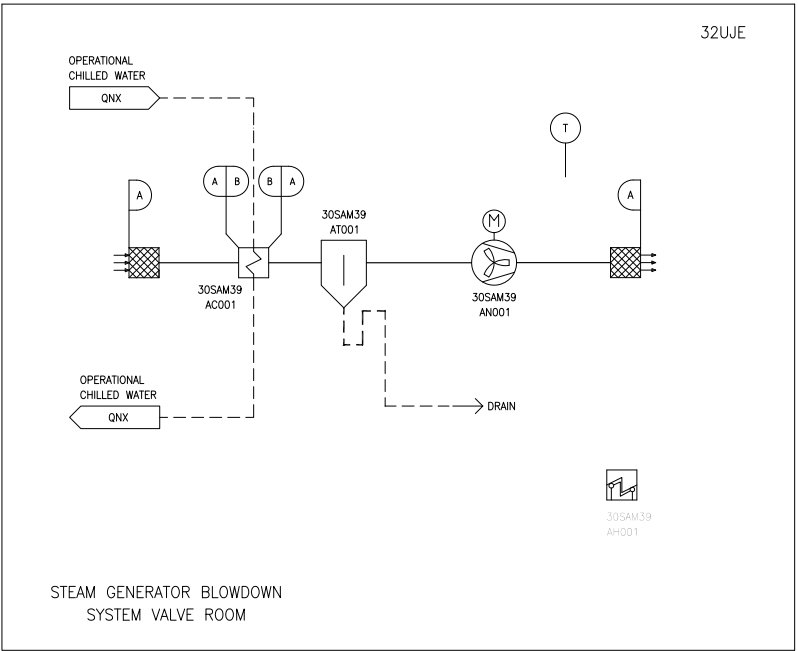 32UJE
OPERATIONAL
CHILLED WATER
QNX
T
A
A B
B A
A
30SAM39
AT001
M
30SAM39
AC001
30SAM39
AN001
OPERATIONAL
CHILLED WATER
QNX
DRAIN
30SAM39
AH001
STEAM GENERATOR BLOWDOWN
SYSTEM VALVE ROOM